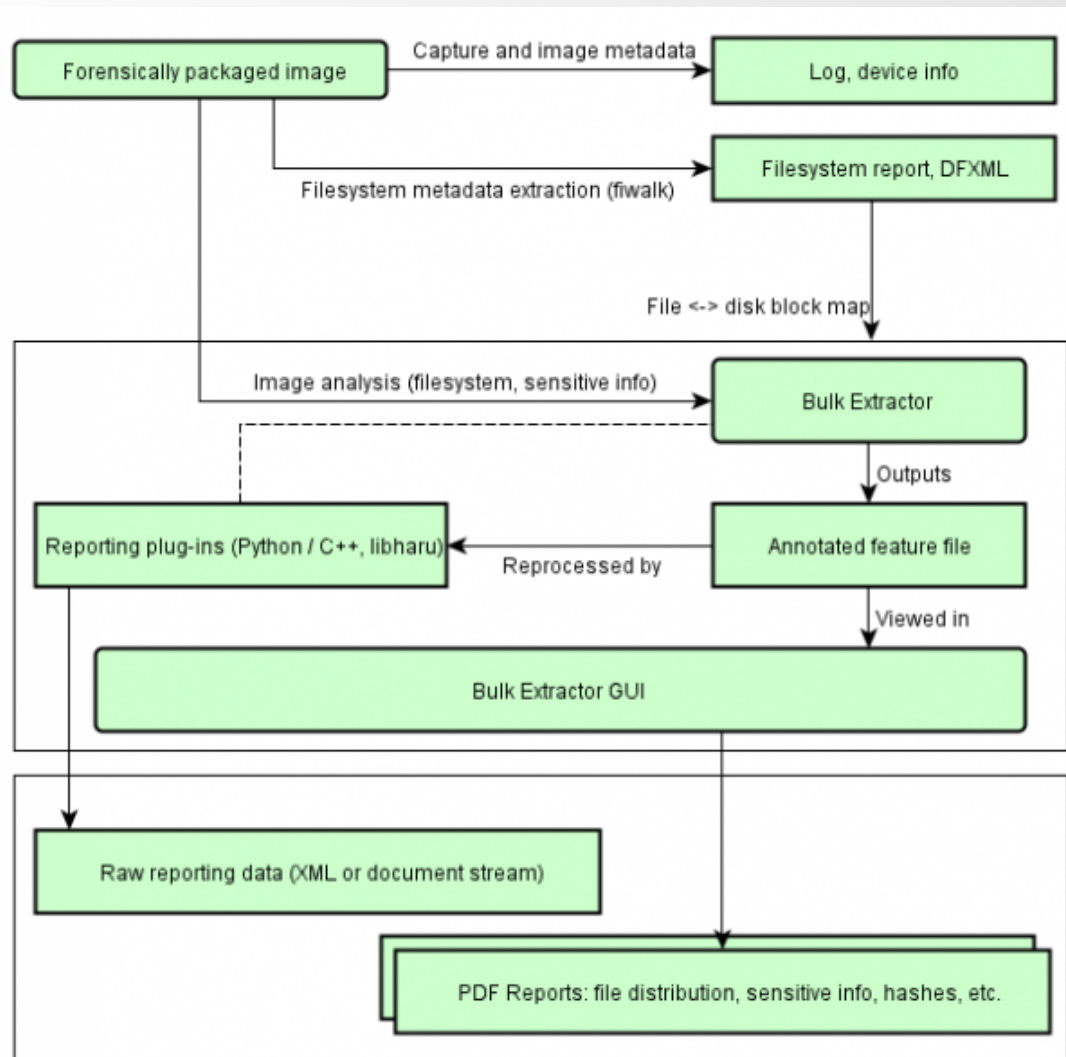 Forensically packaged image
Capture and image metadata
Log, device info
Filesystem report, DFXML
Filesystem metadata extraction (fiwalk)
File <-> disk block map
Image analysis (filesystem, sensitive info)
Bulk Extractor
Outputs
Reporting plug-ins (Python / C++, libharu)
Reprocessed by
Annotated feature file
Viewed in
Bulk Extractor GUI
Raw reporting data (XML or document stream)
PDF Reports: file distribution, sensitive info, hashes, etc.